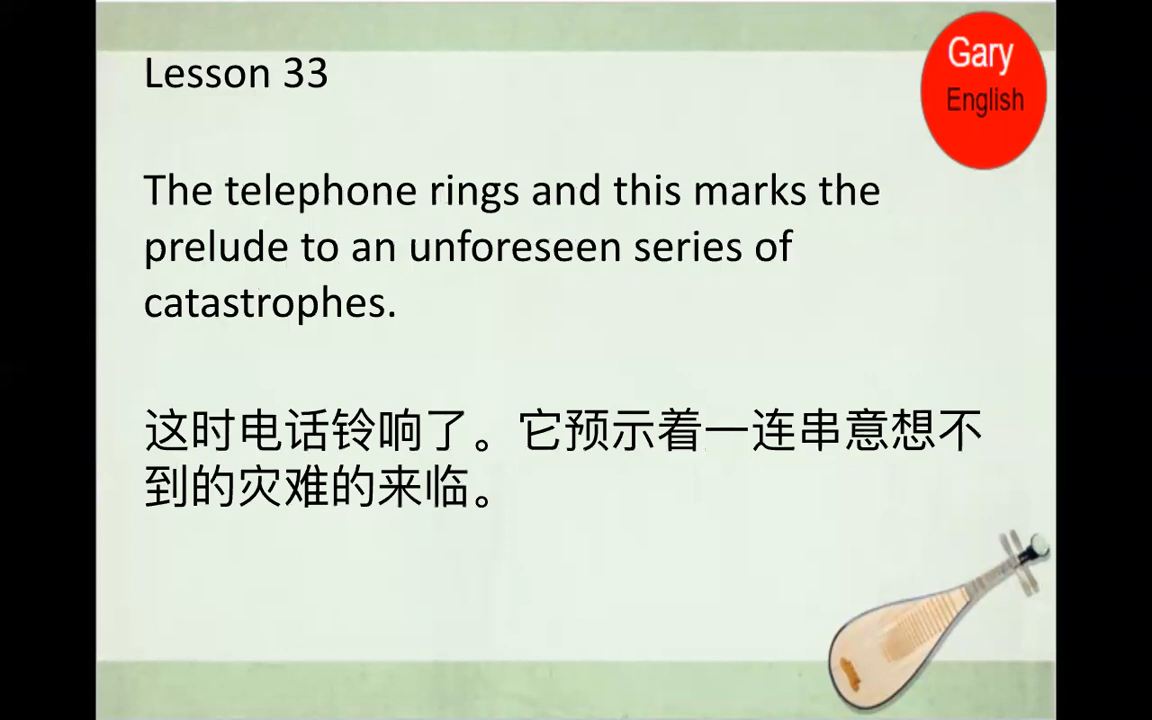 Lesson 33
Gary
English
The telephone rings and this marks the
prelude to an unforeseen series of
catastrophes.
这时电话铃响了。它预示着一连串意想不
到的灾难的来临。